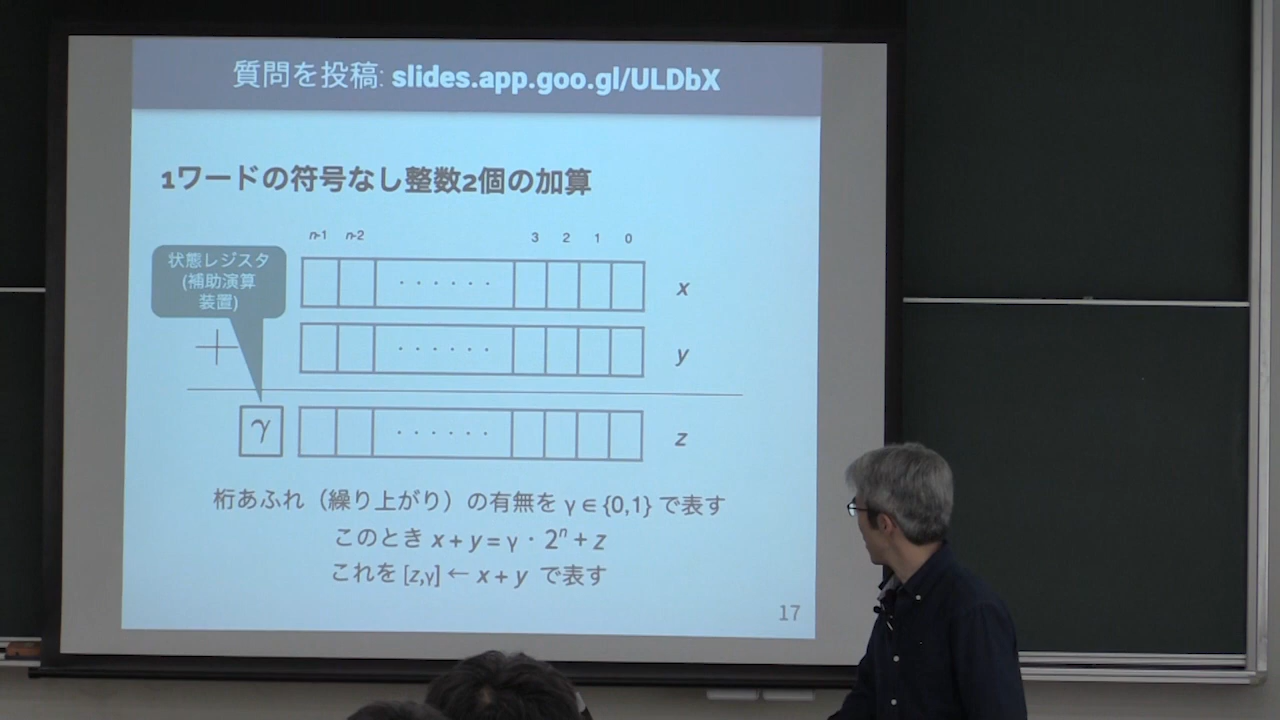 質問を投稿: slides.app.goo.gl/ULDbX
1ワードの符号なし整数2個の加算
n-1 n-2 3 2 1 0
状態レジスタ
(補助演算
装置)
・・・・・・ x
+ ・・・・・・ y
γ ・・・・・・ z
桁あふれ（繰り上がり）の有無を γ ∈ {0,1} で表す
このとき x + y = γ · 2ⁿ + z
これを [z,γ] ← x + y で表す
17